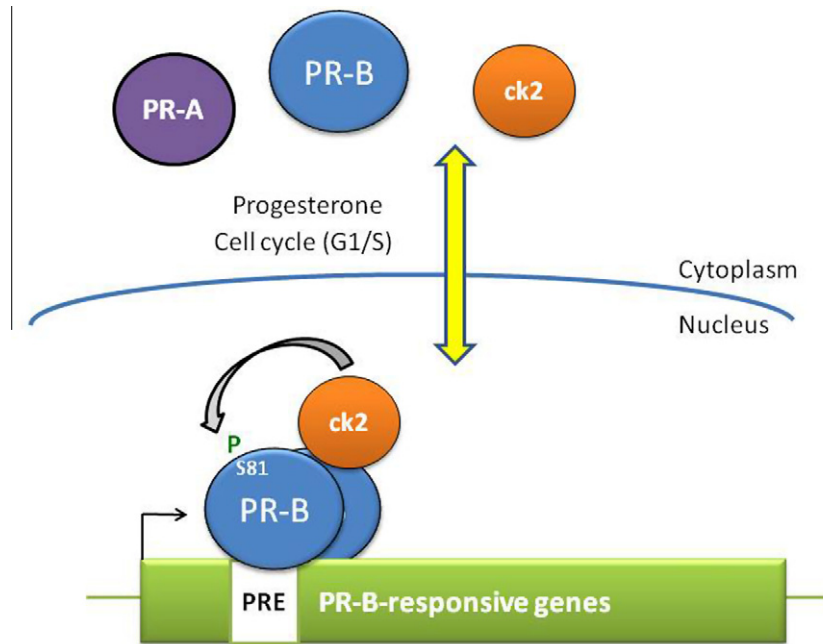 PR-A
PR-B
ck2
Progesterone
Cell cycle (G1/S)
Cytoplasm
Nucleus
ck2
P
S81
PR-B
PRE
PR-B-responsive genes